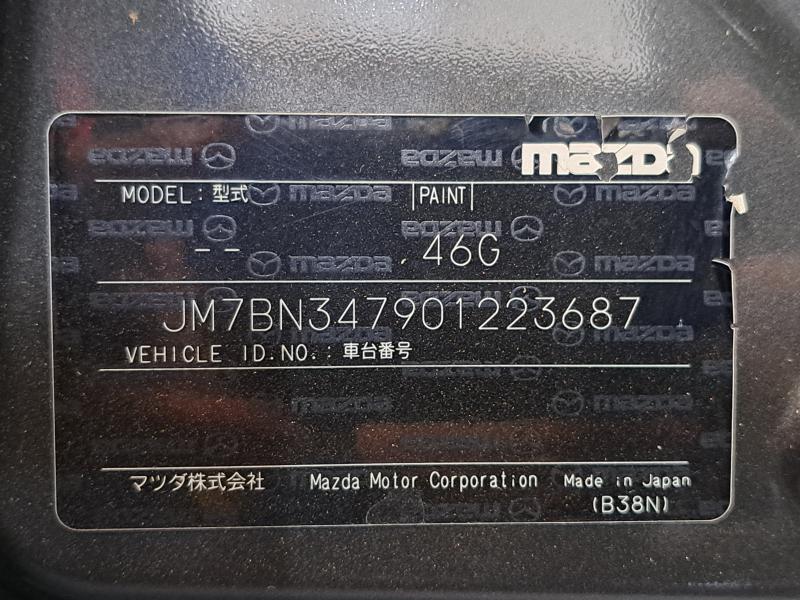 mazda
MODEL : 型式 PAINT
-- 46G
JM7BN347901223687
VEHICLE ID.NO. : 車台番号
マツダ株式会社 Mazda Motor Corporation Made in Japan
(B38N)